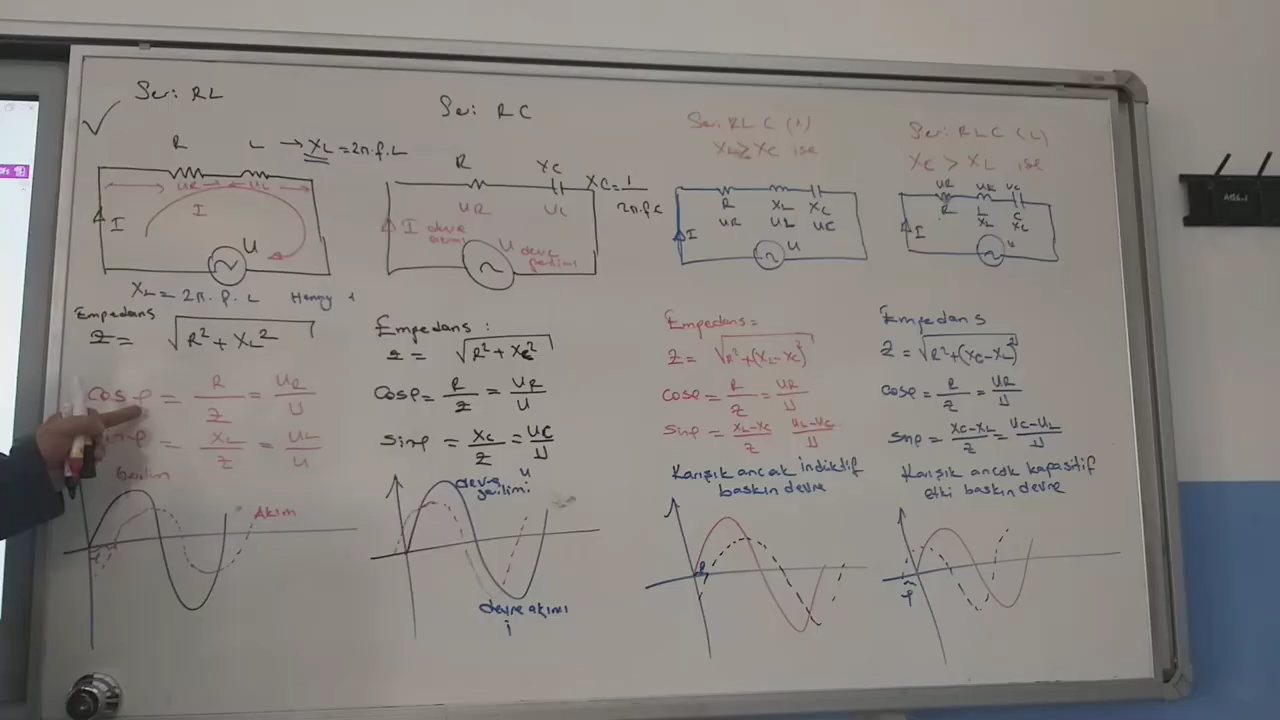 Seri RL
R L → XL = 2π.f.L
UR UL
I
I
U
XL = 2π.f.L Henry
Empedans
Z = √R² + XL²
Cosφ = R/Z = UR/U
Sinφ = XL/Z = UL/U
Gerilim
Akım
Seri RC
R XC
XC = 1/2π.f.C
UR UC
I devre akımı
U devre gerilimi
Empedans :
Z = √R² + XC²
Cosφ = R/Z = UR/U
sinφ = XC/Z = UC/U
U
devre gerilimi
devre akımı
i
Seri RLC (1)
XL > XC ise
R XL XC
UR UL UC
I
U
Empedans =
Z = √R² + (XL - XC)²
cosφ = R/Z = UR/U
Sinφ = XL - XC/Z UL - UC/U
Karışık ancak indiktif
baskın devre
φ
Seri RLC (2)
XC > XL ise
UR UL UC
R L C
XL XC
I
U
Empedans
Z = √R² + (XC - XL)²
cosφ = R/Z = UR/U
sinφ = XC - XL/Z = UC - UL/U
Karışık ancak kapasitif
etki baskın devre
φ